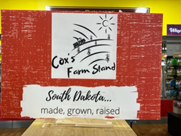 Cox's
Farm Stand
South Dakota...
made, grown, raised